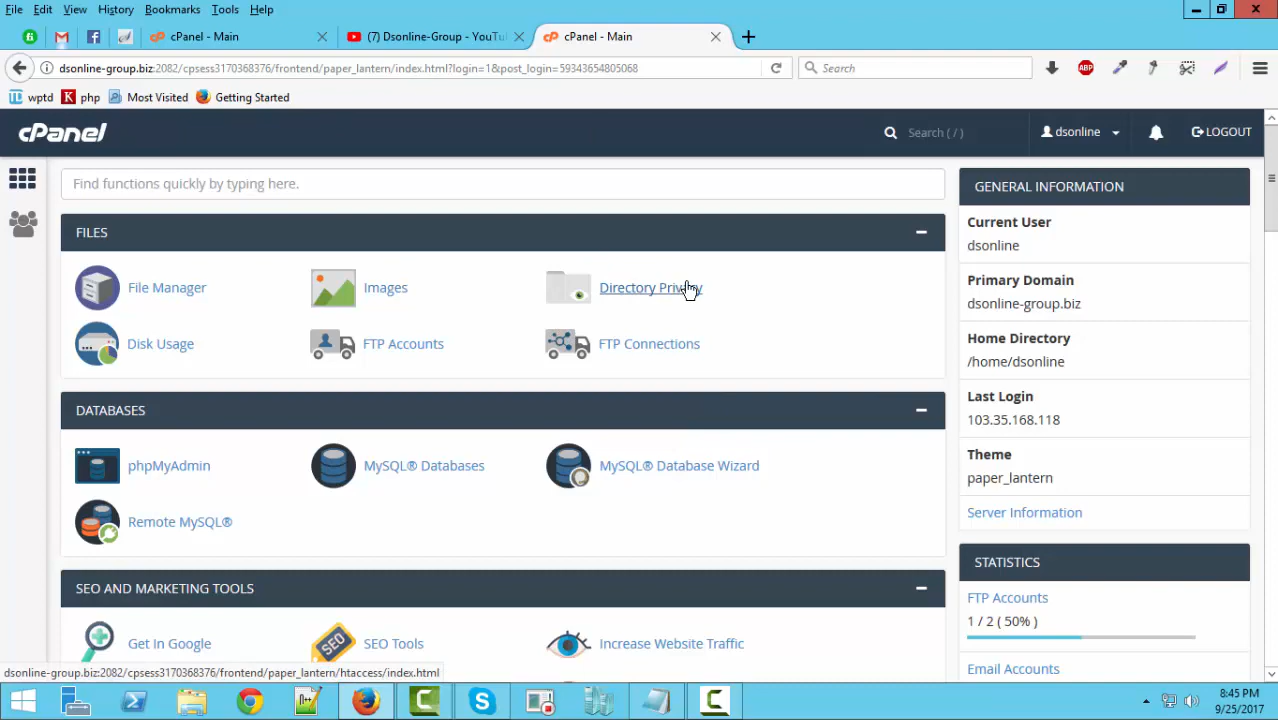 File Edit View History Bookmarks Tools Help
cPanel - Main
(7) Dsonline-Group - YouTu
cPanel - Main
dsonline-group.biz:2082/cpsess3170368376/frontend/paper_lantern/index.html?login=1&post_login=59343654805068
Search
ABP
wptd php Most Visited Getting Started
cPanel
Search ( / )
dsonline
LOGOUT
Find functions quickly by typing here.
FILES
File Manager Images Directory Privacy
Disk Usage FTP Accounts FTP Connections
DATABASES
phpMyAdmin MySQL® Databases MySQL® Database Wizard
Remote MySQL®
SEO AND MARKETING TOOLS
Get In Google SEO Tools Increase Website Traffic
SEO
GENERAL INFORMATION
Current User
dsonline
Primary Domain
dsonline-group.biz
Home Directory
/home/dsonline
Last Login
103.35.168.118
Theme
paper_lantern
Server Information
STATISTICS
FTP Accounts
1 / 2 ( 50% )
Email Accounts
dsonline-group.biz:2082/cpsess3170368376/frontend/paper_lantern/htaccess/index.html
8:45 PM
9/25/2017